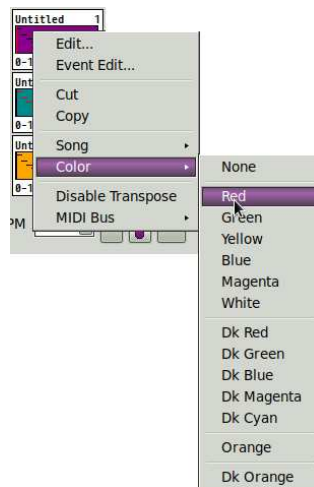 Untitled 1
Edit...
Event Edit...
0-1
Unt
Cut
Copy
0-1
Unt
Song
Color
None
0-1
Disable Transpose
Red
PM
MIDI Bus
Green
Yellow
Blue
Magenta
White
Dk Red
Dk Green
Dk Blue
Dk Magenta
Dk Cyan
Orange
Dk Orange